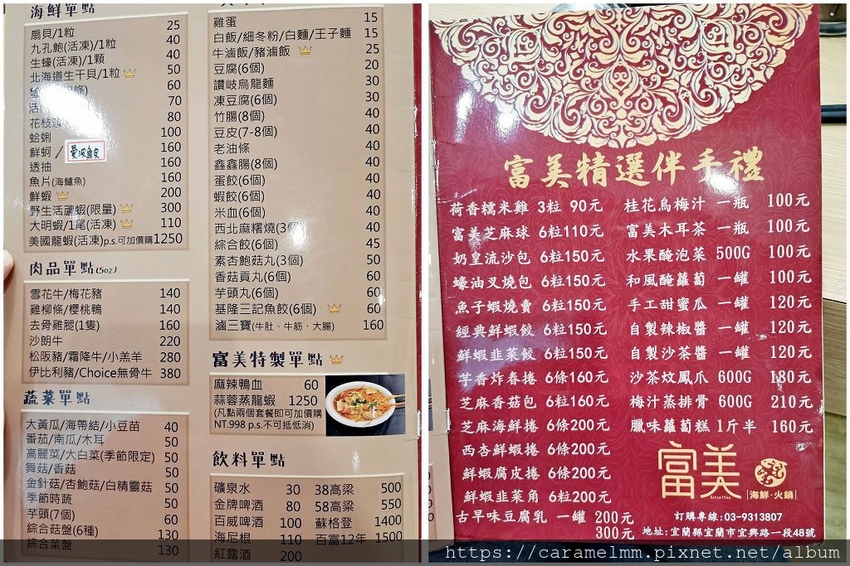 海鮮單點
扇貝/1粒 25
九孔鮑(活凍)/1粒 40
生蠔(活凍)/1顆 40
北海道生干貝/1粒 50
60
活 70
花枝 80
蛤蜊 100
鮮蚵 / 160
透抽 160
魚片(海鱺魚) 160
鮮蝦 200
野生活蘆蝦(限量) 300
大明蝦/1尾(活凍) 110
美國龍蝦(活凍)p.s.可加價購1250
肉品單點(5oz)
雪花牛/梅花豬 140
雞柳條/櫻桃鴨 140
去骨雞腿(1隻) 160
沙朗牛 220
松阪豬/霜降牛/小羔羊 280
伊比利豬/Choice無骨牛 380
蔬菜單點
大黃瓜/海帶結/小豆苗 40
番茄/南瓜/木耳 50
高麗菜/大白菜(季節限定) 50
舞菇/香菇 50
金針菇/杏鮑菇/白精靈菇 50
季節時蔬 50
芋頭(7個) 60
綜合菇盤(6種) 130
綜合菜盤 130
雞蛋 15
白飯/細冬粉/白麵/王子麵 15
牛滷飯/豬滷飯 25
豆腐(6個) 20
讚岐烏龍麵 30
凍豆腐(6個) 30
竹腸(8個) 40
豆皮(7-8個) 40
老油條 40
鑫鑫腸(8個) 40
蛋餃(6個) 40
蝦餃(6個) 40
米血(6個) 40
西北麻糬燒(3個) 40
綜合餃(6個) 45
素杏鮑菇丸(3個) 50
香菇貢丸(6個) 60
芋頭丸(6個) 60
基隆三記魚餃(6個) 60
滷三寶(牛肚、牛筋、大腸) 160
富美特製單點
麻辣鴨血 60
蒜蓉蒸龍蝦 1250
(凡點兩個套餐即可加價購
NT.998 p.s.不可抵低消)
飲料單點
礦泉水 30 38高粱 500
金牌啤酒 80 58高粱 550
百威啤酒 100 蘇格登 1400
海尼根 110 百富12年 1500
紅露酒 200
富美精選伴手禮
荷香糯米雞 3粒 90元
富美芝麻球 6粒110元
奶皇流沙包 6粒150元
蠔油叉燒包 6粒150元
魚子蝦燒賣 6粒150元
經典鮮蝦餃 6粒150元
鮮蝦韭菜餃 6粒150元
芋香炸春捲 6條160元
芝麻香菇包 6粒160元
芝麻海鮮捲 6條200元
西杏鮮蝦捲 6條200元
鮮蝦腐皮捲 6條200元
鮮蝦韭菜角 6粒200元
古早味豆腐乳 一罐 200元
300元
桂花烏梅汁 一瓶 100元
富美木耳茶 一瓶 100元
水果醃泡菜 500G 100元
和風醃蘿蔔 一罐 100元
手工甜蜜瓜 一罐 120元
自製辣椒醬 一罐 120元
自製沙茶醬 一罐 120元
沙茶炆鳳爪 600G 180元
梅汁蒸排骨 600G 210元
臘味蘿蔔糕 1斤半 160元
富美
海鮮·火鍋
訂購專線:03-9313807
地址:宜蘭縣宜蘭市宜興路一段48號
https://caramelmm.pixnet.net/album